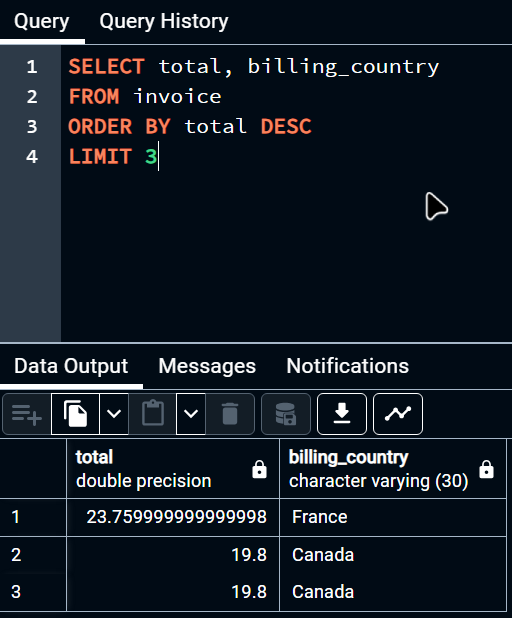 Query Query History
1 SELECT total, billing_country
2 FROM invoice
3 ORDER BY total DESC
4 LIMIT 3
Data Output Messages Notifications
total billing_country
double precision character varying (30)
1 23.759999999999998 France
2 19.8 Canada
3 19.8 Canada